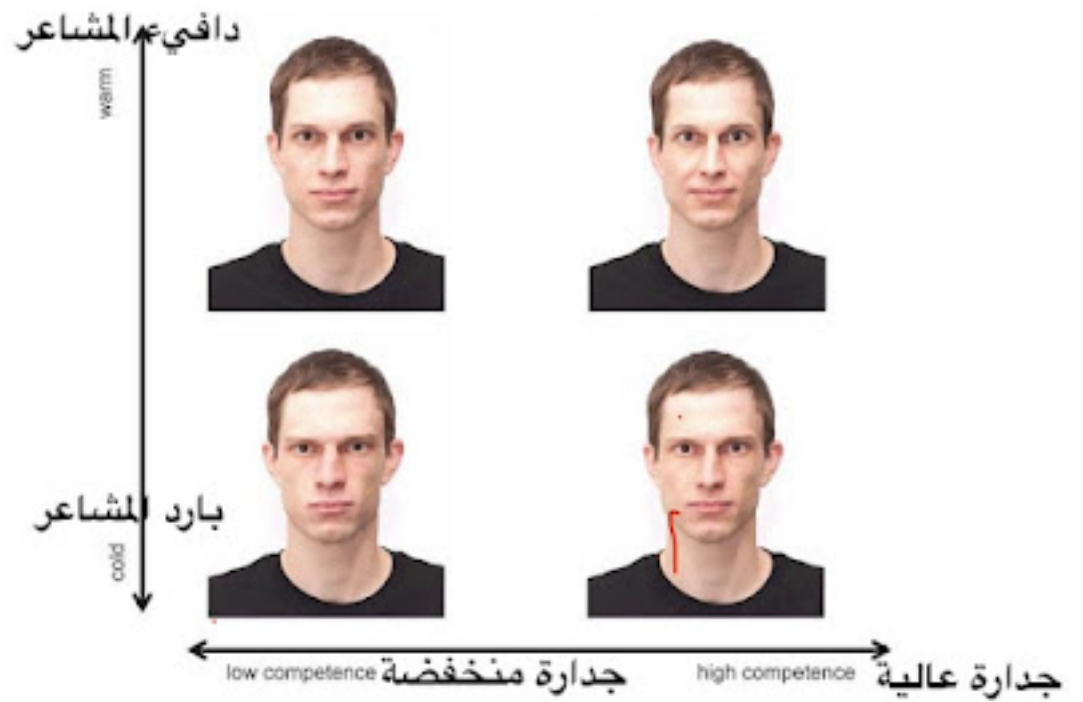 دافيء المشاعر
warm
بارد المشاعر
cold
low competence جدارة منخفضة
high competence جدارة عالية